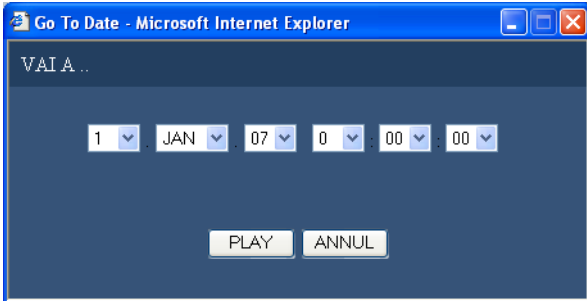 Go To Date - Microsoft Internet Explorer
VAI A ..
1 . JAN . 07 0 : 00 : 00
PLAY ANNUL